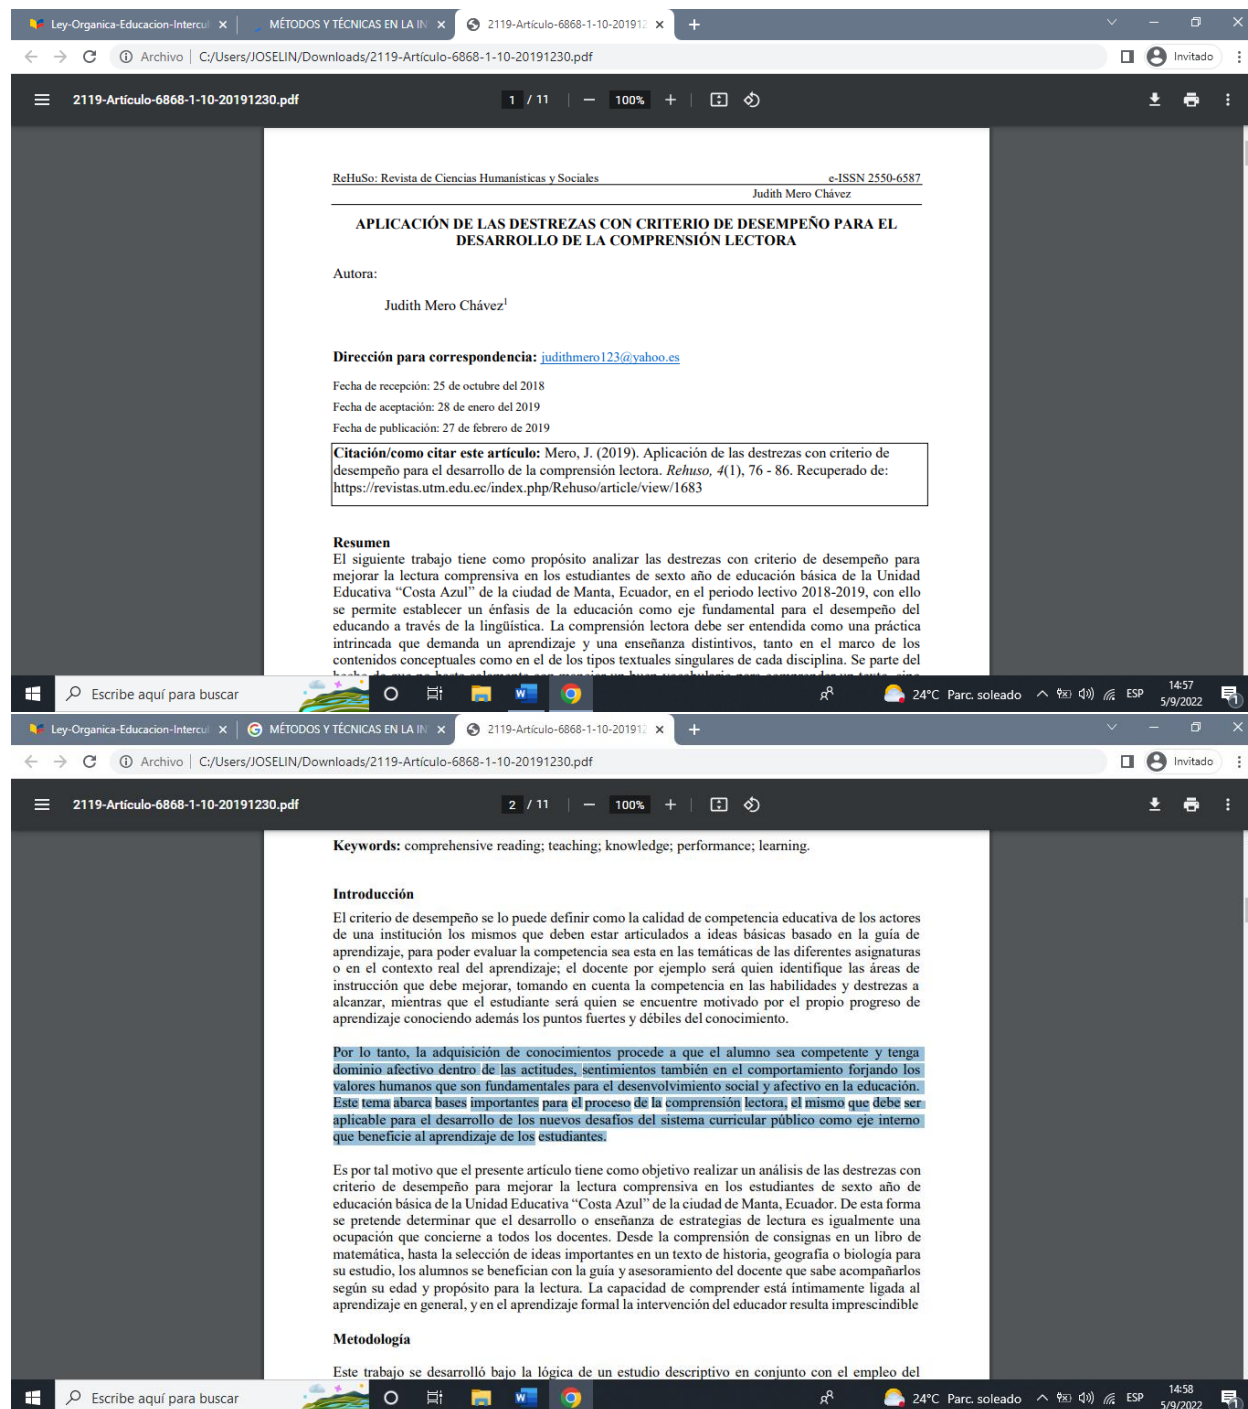 Ley-Organica-Educacion-Intercul
MÉTODOS Y TÉCNICAS EN LA IN
2119-Artículo-6868-1-10-201912
Archivo | C:/Users/JOSELIN/Downloads/2119-Artículo-6868-1-10-20191230.pdf
Invitado
2119-Artículo-6868-1-10-20191230.pdf
1 / 11 | — 100% + |
ReHuSo: Revista de Ciencias Humanísticas y Sociales e-ISSN 2550-6587
Judith Mero Chávez
APLICACIÓN DE LAS DESTREZAS CON CRITERIO DE DESEMPEÑO PARA EL
DESARROLLO DE LA COMPRENSIÓN LECTORA
Autora:
Judith Mero Chávez1
Dirección para correspondencia: judithmero123@yahoo.es
Fecha de recepción: 25 de octubre del 2018
Fecha de aceptación: 28 de enero del 2019
Fecha de publicación: 27 de febrero de 2019
Citación/como citar este artículo: Mero, J. (2019). Aplicación de las destrezas con criterio de
desempeño para el desarrollo de la comprensión lectora. Rehuso, 4(1), 76 - 86. Recuperado de:
https://revistas.utm.edu.ec/index.php/Rehuso/article/view/1683
Resumen
El siguiente trabajo tiene como propósito analizar las destrezas con criterio de desempeño para
mejorar la lectura comprensiva en los estudiantes de sexto año de educación básica de la Unidad
Educativa “Costa Azul” de la ciudad de Manta, Ecuador, en el periodo lectivo 2018-2019, con ello
se permite establecer un énfasis de la educación como eje fundamental para el desempeño del
educando a través de la lingüística. La comprensión lectora debe ser entendida como una práctica
intrincada que demanda un aprendizaje y una enseñanza distintivos, tanto en el marco de los
contenidos conceptuales como en el de los tipos textuales singulares de cada disciplina. Se parte del
Escribe aquí para buscar
24°C Parc. soleado
ESP
14:57
5/9/2022
Ley-Organica-Educacion-Intercul
MÉTODOS Y TÉCNICAS EN LA IN
2119-Artículo-6868-1-10-201912
Archivo | C:/Users/JOSELIN/Downloads/2119-Artículo-6868-1-10-20191230.pdf
Invitado
2119-Artículo-6868-1-10-20191230.pdf
2 / 11 | — 100% + |
Keywords: comprehensive reading; teaching; knowledge; performance; learning.
Introducción
El criterio de desempeño se lo puede definir como la calidad de competencia educativa de los actores
de una institución los mismos que deben estar articulados a ideas básicas basado en la guía de
aprendizaje, para poder evaluar la competencia sea esta en las temáticas de las diferentes asignaturas
o en el contexto real del aprendizaje; el docente por ejemplo será quien identifique las áreas de
instrucción que debe mejorar, tomando en cuenta la competencia en las habilidades y destrezas a
alcanzar, mientras que el estudiante será quien se encuentre motivado por el propio progreso de
aprendizaje conociendo además los puntos fuertes y débiles del conocimiento.
Por lo tanto, la adquisición de conocimientos procede a que el alumno sea competente y tenga
dominio afectivo dentro de las actitudes, sentimientos también en el comportamiento forjando los
valores humanos que son fundamentales para el desenvolvimiento social y afectivo en la educación.
Este tema abarca bases importantes para el proceso de la comprensión lectora, el mismo que debe ser
aplicable para el desarrollo de los nuevos desafíos del sistema curricular público como eje interno
que beneficie al aprendizaje de los estudiantes.
Es por tal motivo que el presente artículo tiene como objetivo realizar un análisis de las destrezas con
criterio de desempeño para mejorar la lectura comprensiva en los estudiantes de sexto año de
educación básica de la Unidad Educativa “Costa Azul” de la ciudad de Manta, Ecuador. De esta forma
se pretende determinar que el desarrollo o enseñanza de estrategias de lectura es igualmente una
ocupación que concierne a todos los docentes. Desde la comprensión de consignas en un libro de
matemática, hasta la selección de ideas importantes en un texto de historia, geografía o biología para
su estudio, los alumnos se benefician con la guía y asesoramiento del docente que sabe acompañarlos
según su edad y propósito para la lectura. La capacidad de comprender está íntimamente ligada al
aprendizaje en general, y en el aprendizaje formal la intervención del educador resulta imprescindible
Metodología
Este trabajo se desarrolló bajo la lógica de un estudio descriptivo en conjunto con el empleo del
Escribe aquí para buscar
24°C Parc. soleado
ESP
14:58
5/9/2022